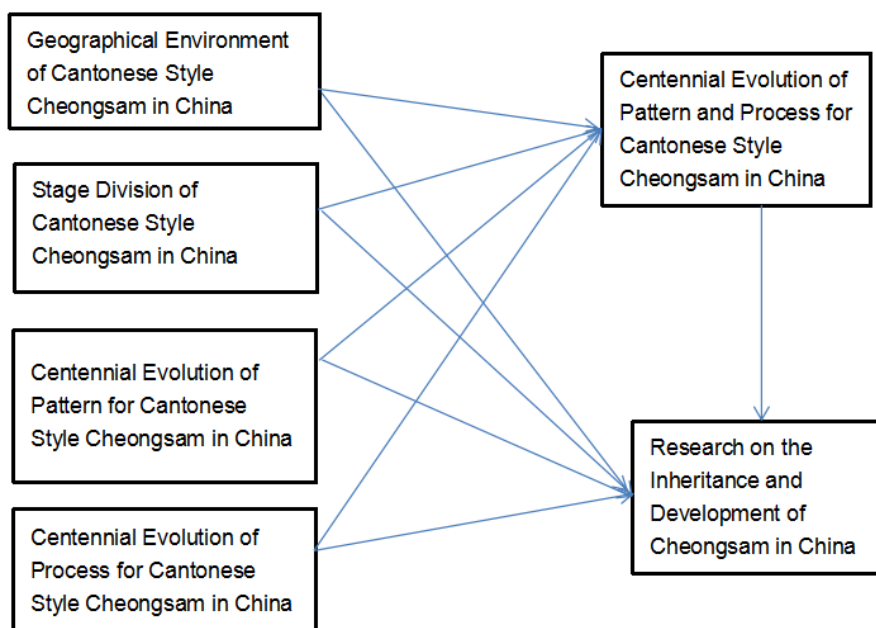 Geographical Environment
of Cantonese Style
Cheongsam in China
Stage Division of
Cantonese Style
Cheongsam in China
Centennial Evolution of
Pattern for Cantonese
Style Cheongsam in China
Centennial Evolution of
Process for Cantonese
Style Cheongsam in China
Centennial Evolution of
Pattern and Process for
Cantonese Style
Cheongsam in China
Research on the
Inheritance and
Development of
Cheongsam in China